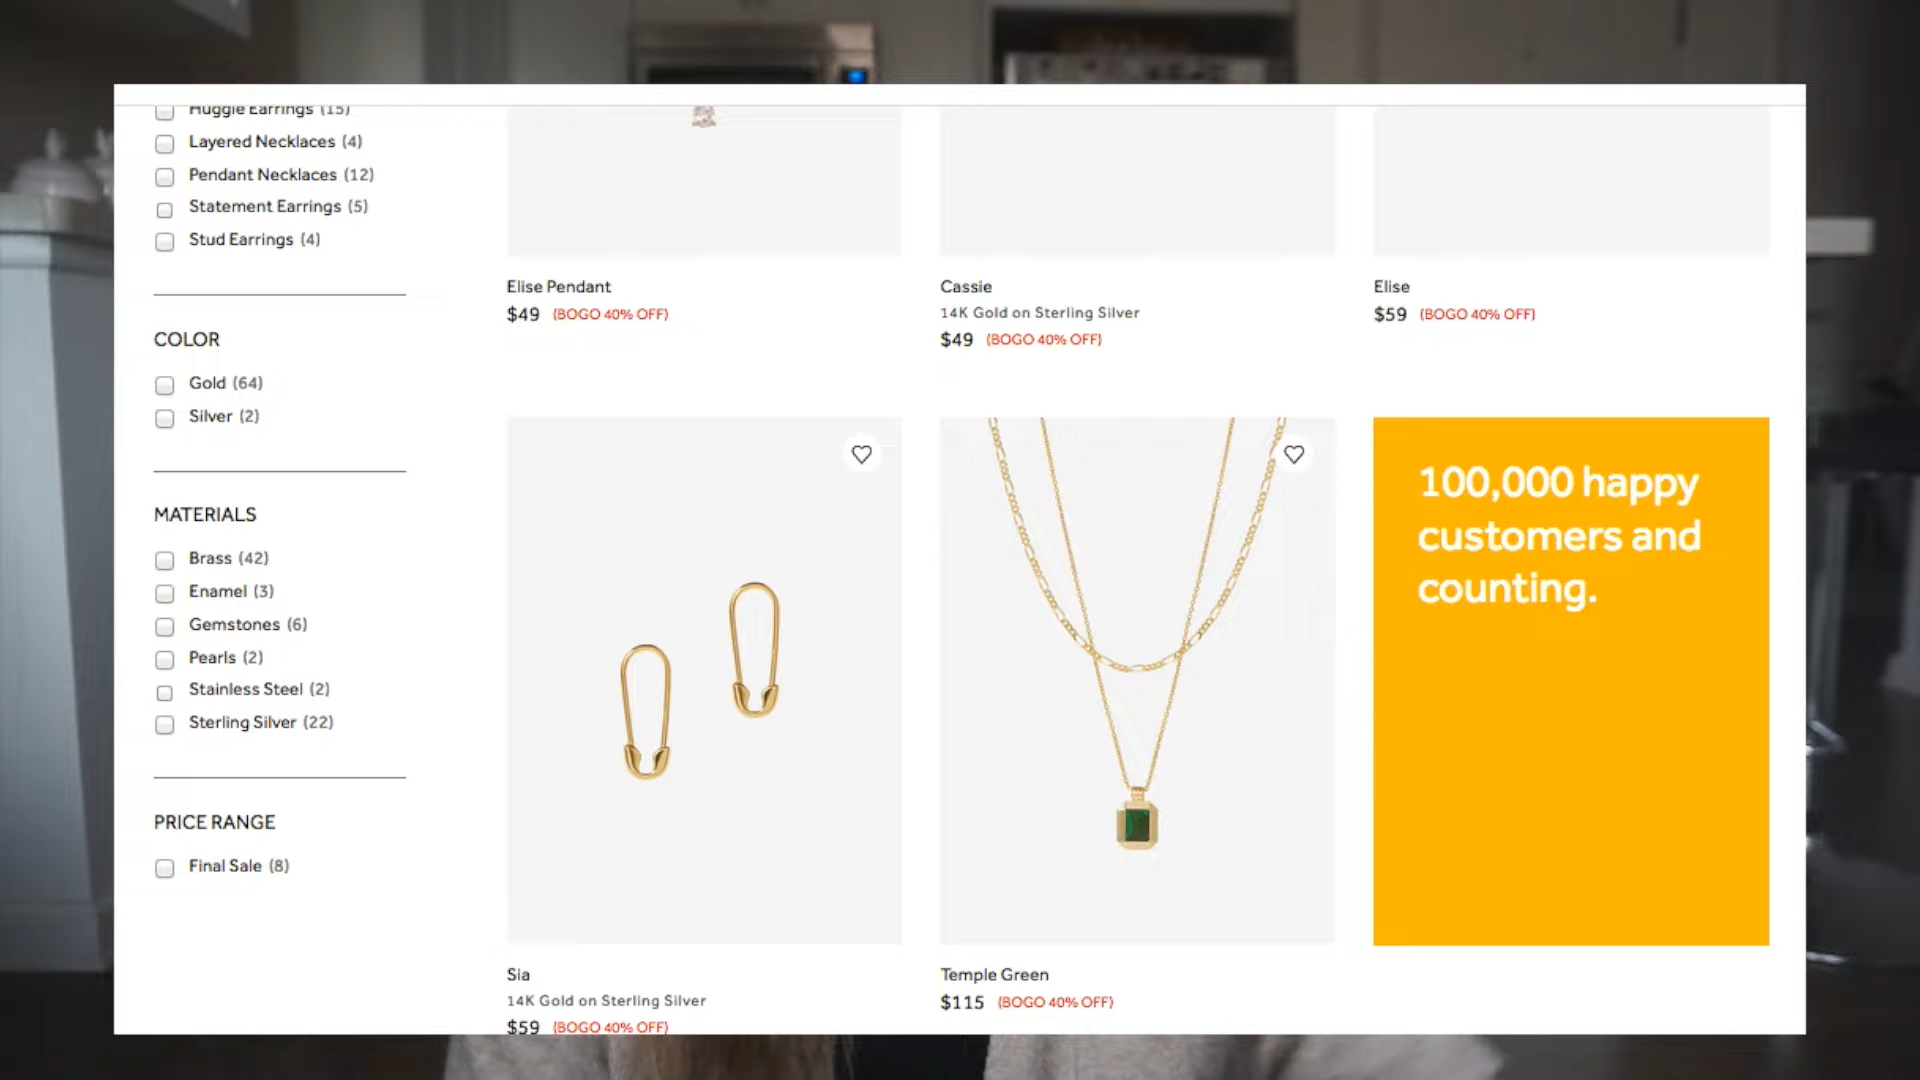 Huggie Earrings (15)
Layered Necklaces (4)
Pendant Necklaces (12)
Statement Earrings (5)
Stud Earrings (4)
COLOR
Gold (64)
Silver (2)
MATERIALS
Brass (42)
Enamel (3)
Gemstones (6)
Pearls (2)
Stainless Steel (2)
Sterling Silver (22)
PRICE RANGE
Final Sale (8)
Elise Pendant
$49 (BOGO 40% OFF)
Cassie
14K Gold on Sterling Silver
$49 (BOGO 40% OFF)
Elise
$59 (BOGO 40% OFF)
100,000 happy
customers and
counting.
Sia
14K Gold on Sterling Silver
$59 (BOGO 40% OFF)
Temple Green
$115 (BOGO 40% OFF)